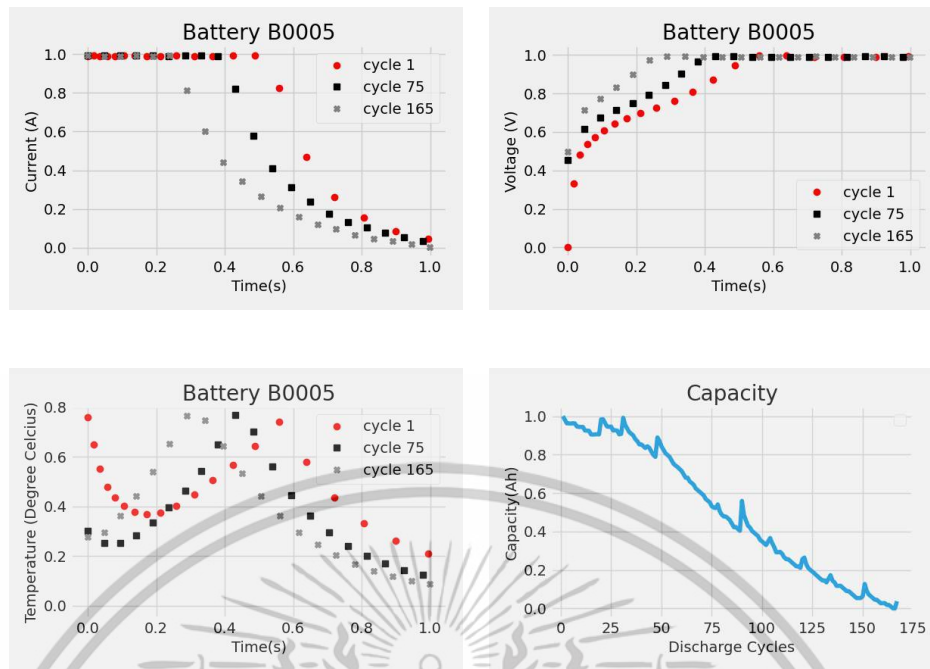 Battery B0005
Current (A)
1.0
0.8
0.6
0.4
0.2
0.0
cycle 1
cycle 75
cycle 165
0.0 0.2 0.4 0.6 0.8 1.0
Time(s)
Battery B0005
Voltage (V)
1.0
0.8
0.6
0.4
0.2
0.0
cycle 1
cycle 75
cycle 165
0.0 0.2 0.4 0.6 0.8 1.0
Time(s)
Battery B0005
Temperature (Degree Celcius)
0.8
0.6
0.4
0.2
0.0
cycle 1
cycle 75
cycle 165
0.0 0.2 0.4 0.6 0.8 1.0
Time(s)
Capacity
Capacity(Ah)
1.0
0.8
0.6
0.4
0.2
0.0
0 25 50 75 100 125 150 175
Discharge Cycles